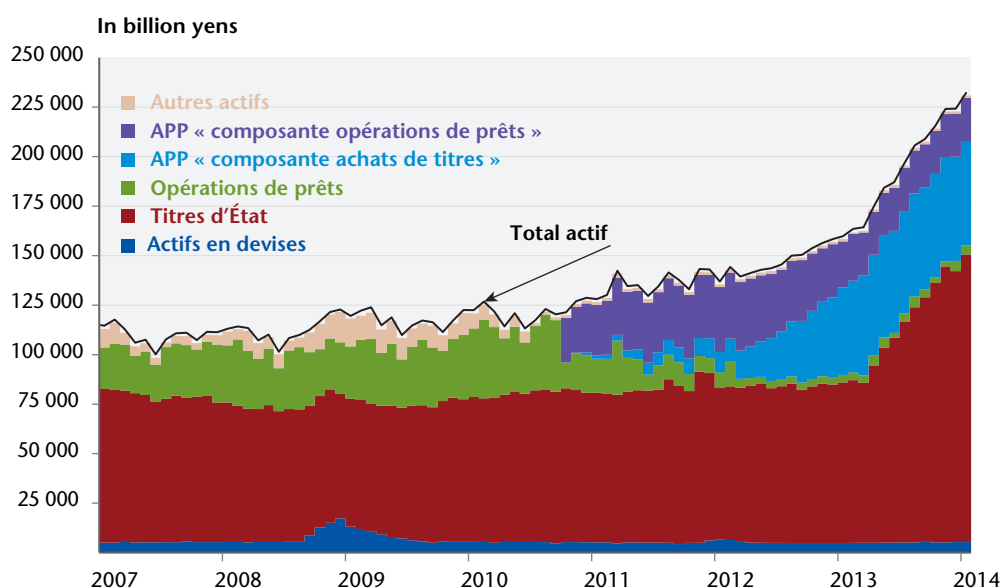 In billion yens
250 000
225 000
200 000
175 000
150 000
125 000
100 000
75 000
50 000
25 000
Autres actifs
APP « composante opérations de prêts »
APP « composante achats de titres »
Opérations de prêts
Titres d'État
Actifs en devises
Total actif
2007 2008 2009 2010 2011 2012 2013 2014